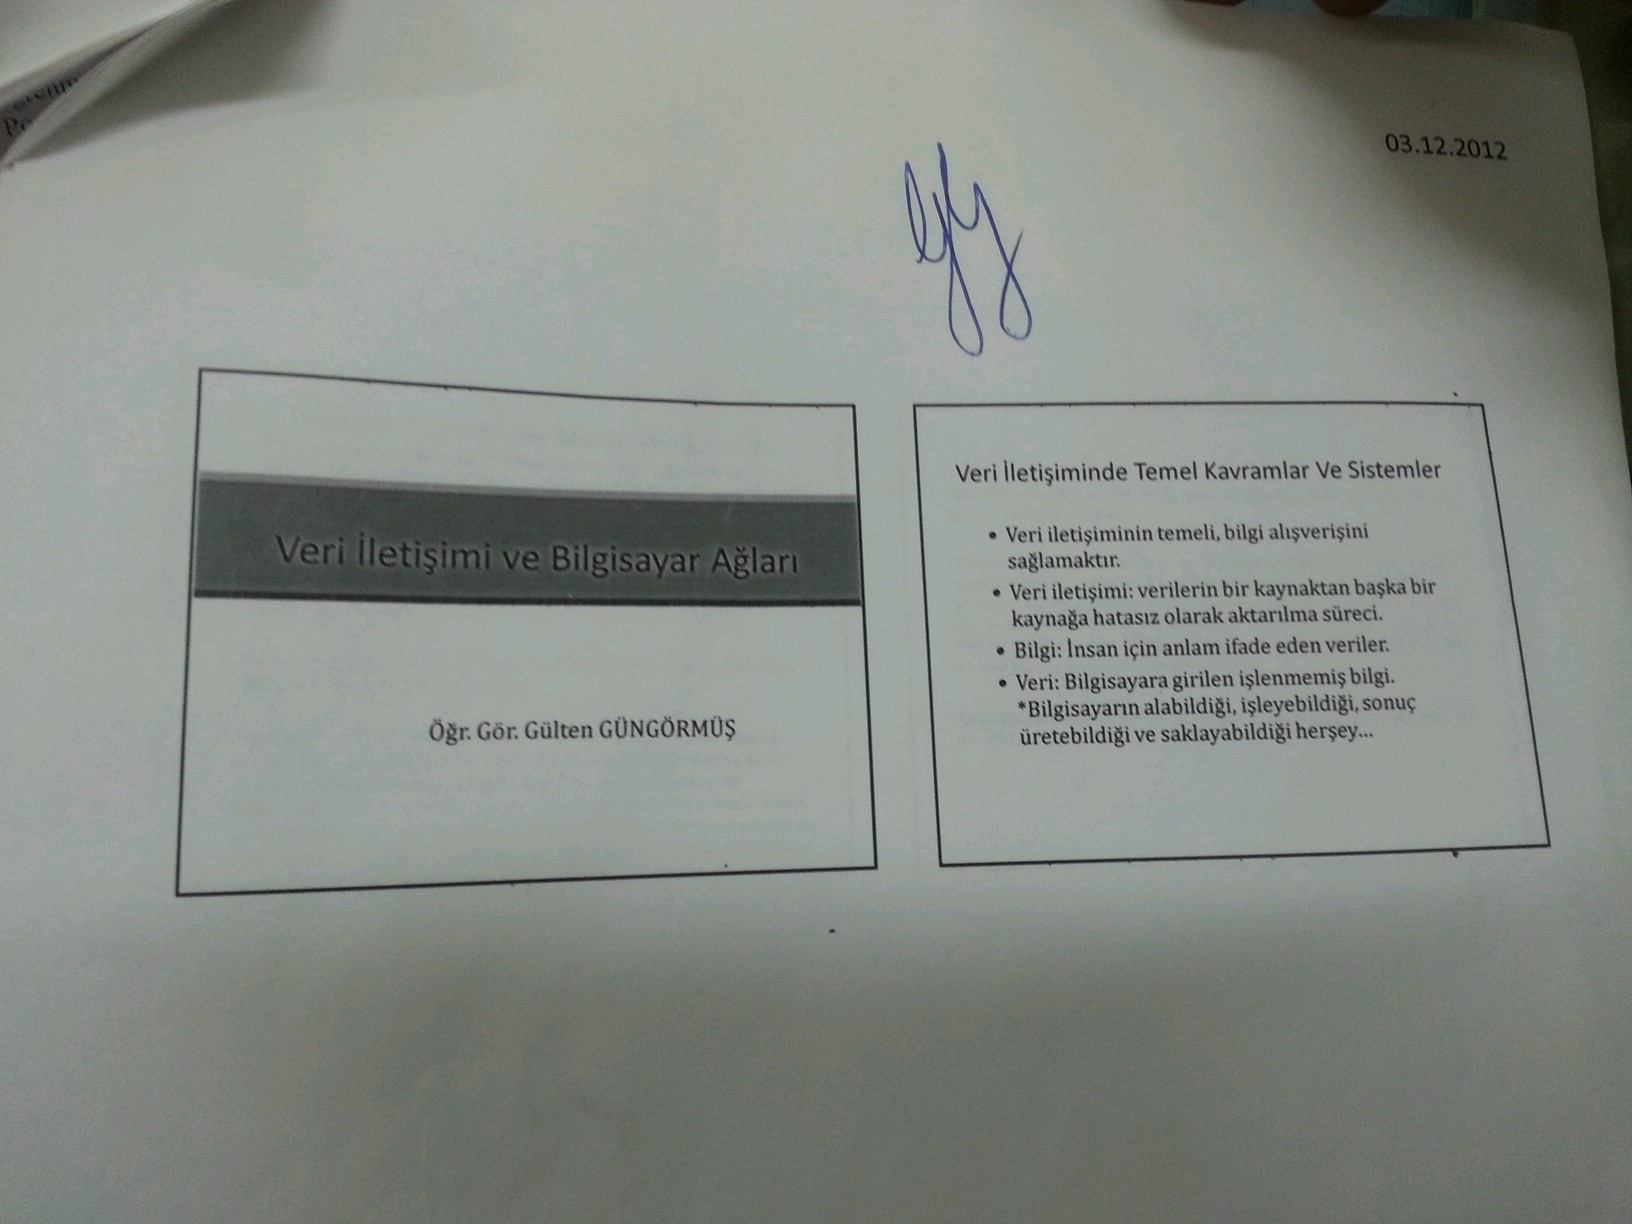 03.12.2012
Veri İletişimi ve Bilgisayar Ağları
Öğr. Gör. Gülten GÜNGÖRMÜŞ
Veri İletişiminde Temel Kavramlar Ve Sistemler
• Veri iletişiminin temeli, bilgi alışverişini
sağlamaktır.
• Veri iletişimi: verilerin bir kaynaktan başka bir
kaynağa hatasız olarak aktarılma süreci.
• Bilgi: İnsan için anlam ifade eden veriler.
• Veri: Bilgisayara girilen işlenmemiş bilgi.
*Bilgisayarın alabildiği, işleyebildiği, sonuç
üretebildiği ve saklayabildiği herşey...